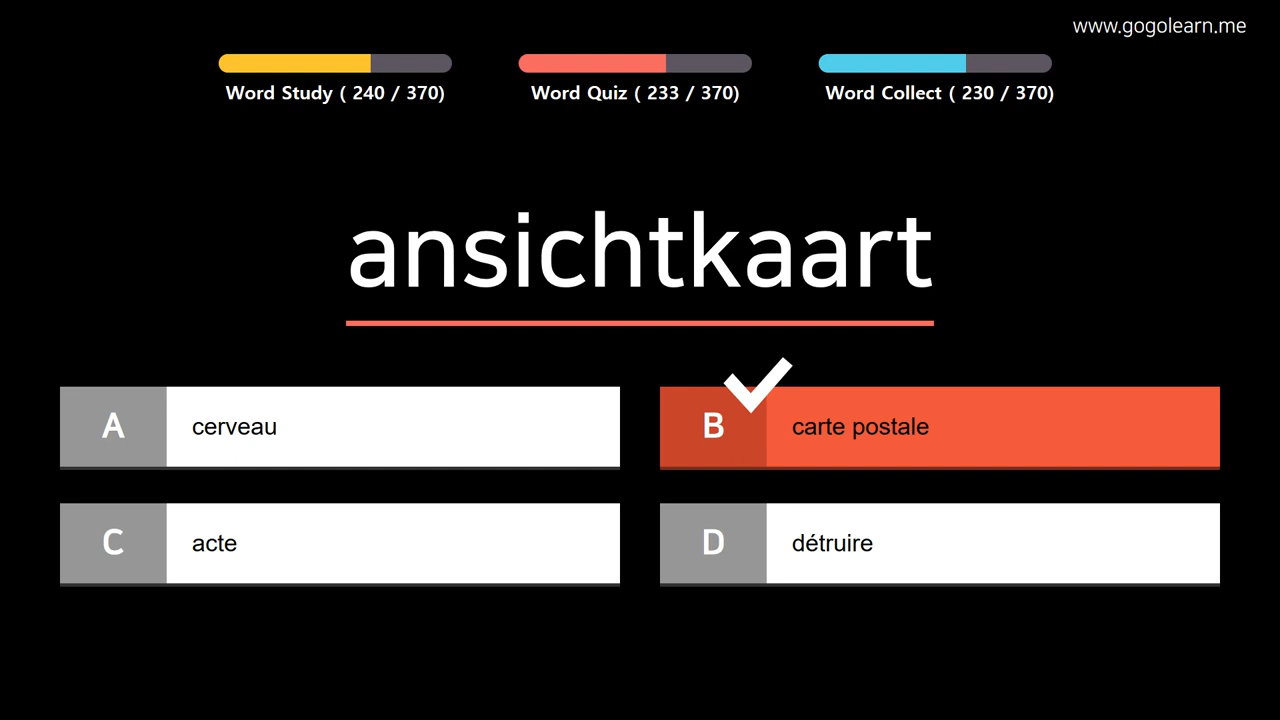 www.gogolearn.me
Word Study ( 240 / 370)
Word Quiz ( 233 / 370)
Word Collect ( 230 / 370)
ansichtkaart
A cerveau
B carte postale
C acte
D détruire